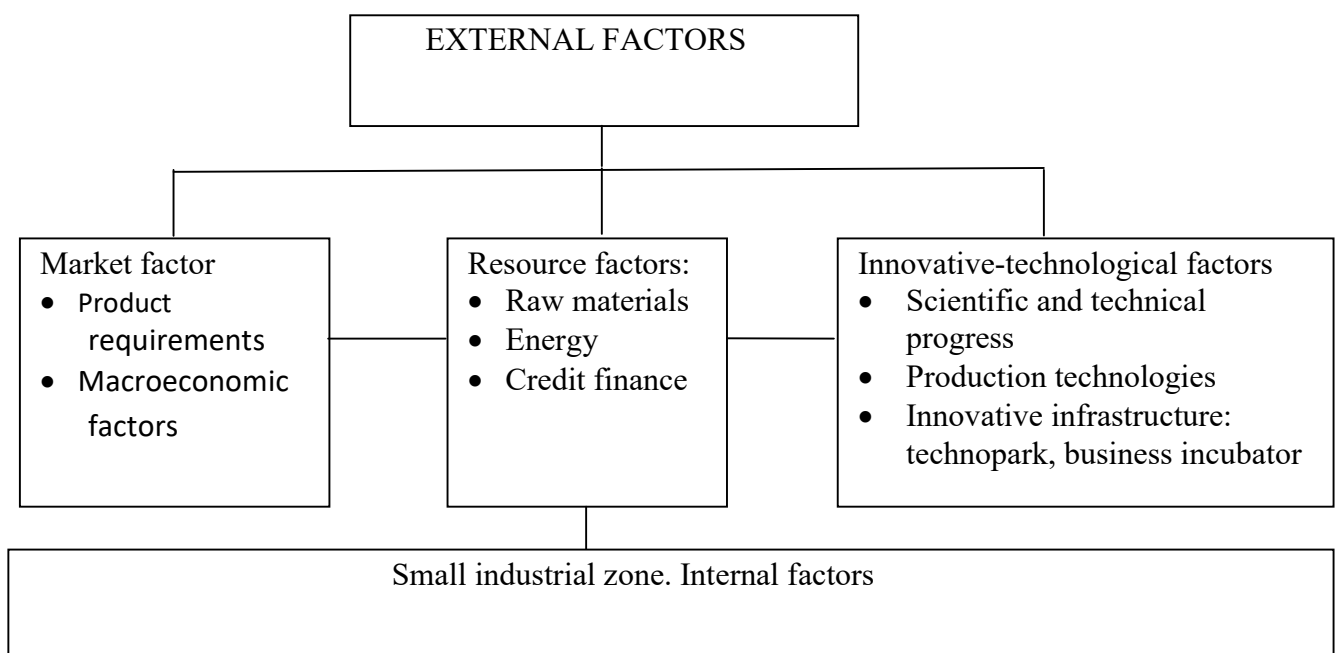 EXTERNAL FACTORS
Market factor
• Product
requirements
• Macroeconomic
factors
Resource factors:
• Raw materials
• Energy
• Credit finance
Innovative-technological factors
• Scientific and technical
progress
• Production technologies
• Innovative infrastructure:
technopark, business incubator
Small industrial zone. Internal factors